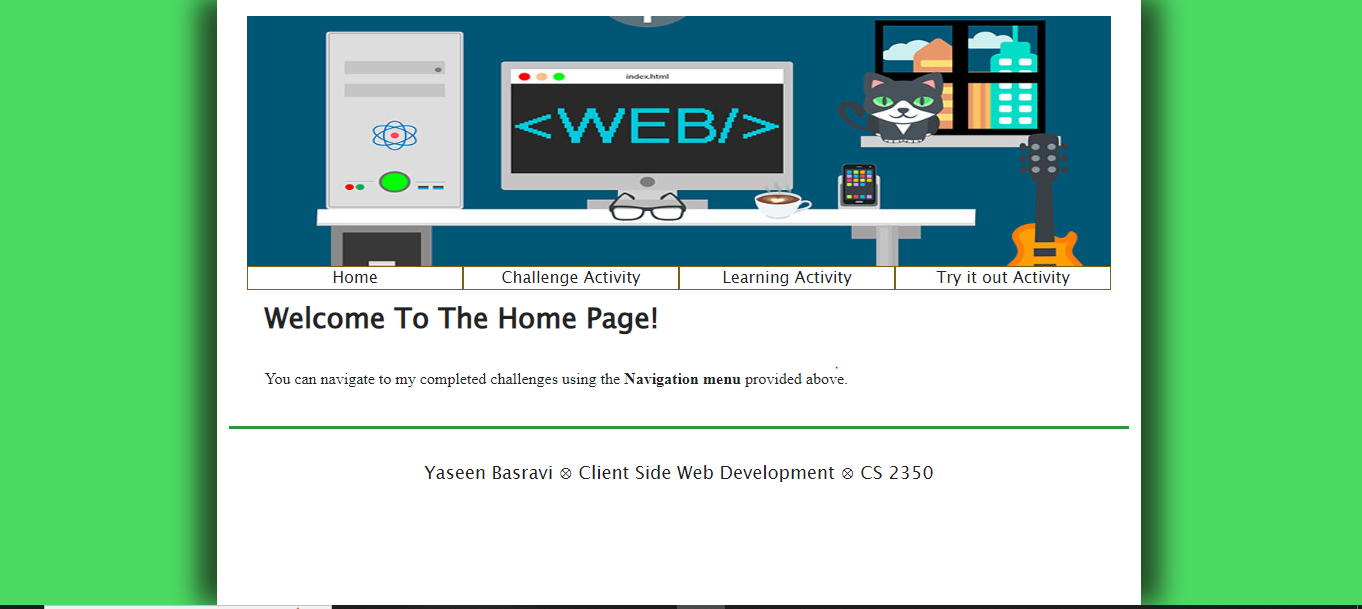 index.html
<WEB/>
Home Challenge Activity Learning Activity Try it out Activity
Welcome To The Home Page!
You can navigate to my completed challenges using the Navigation menu provided above.
Yaseen Basravi ⊗ Client Side Web Development ⊗ CS 2350